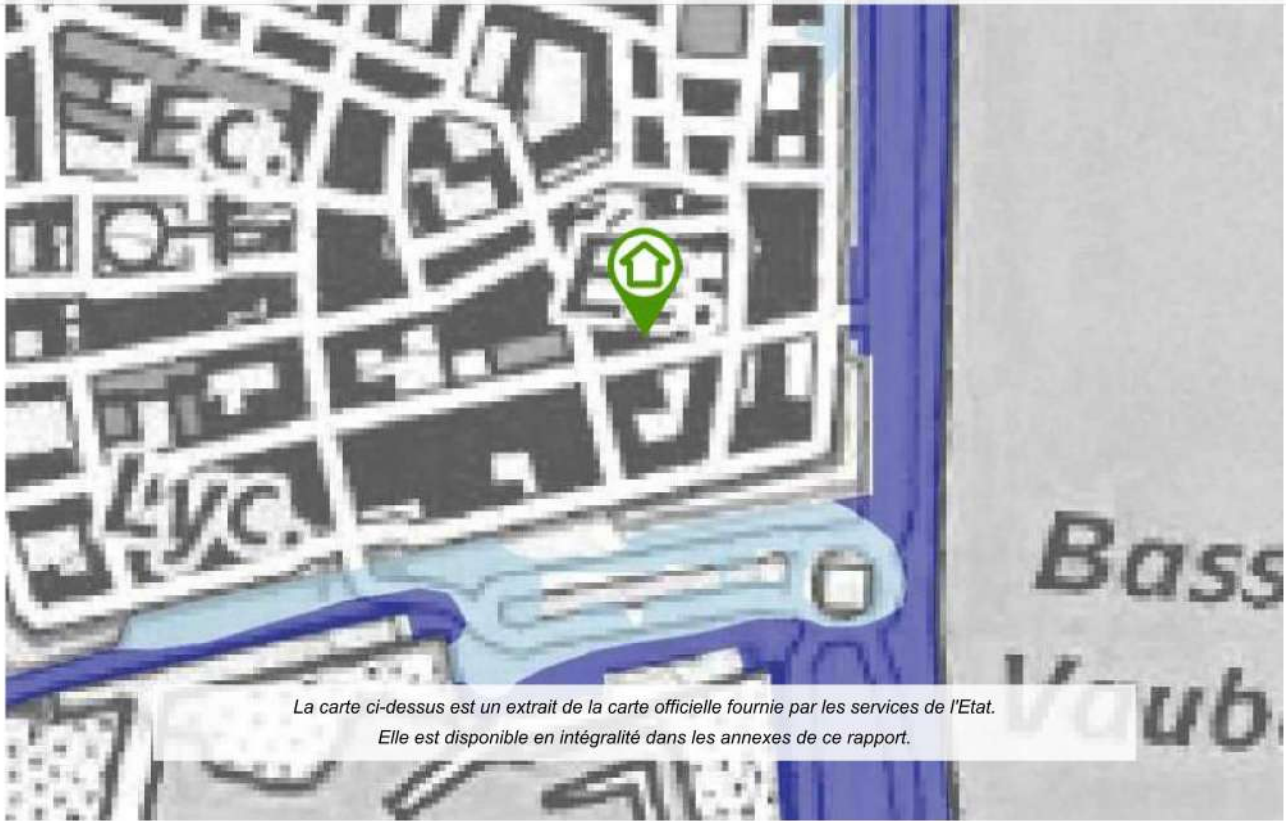 Ec.
Lyc.
Bass
Vaub
La carte ci-dessus est un extrait de la carte officielle fournie par les services de l'Etat.
Elle est disponible en intégralité dans les annexes de ce rapport.